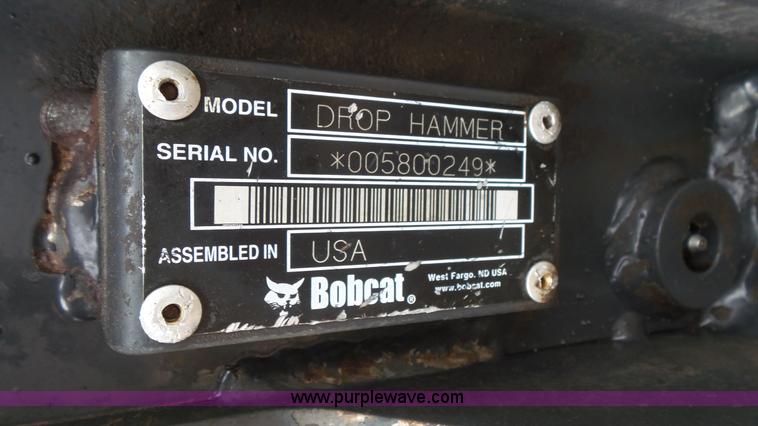 MODEL DROP HAMMER
SERIAL NO. *005800249*
ASSEMBLED IN USA
Bobcat®
West Fargo, ND USA
www.bobcat.com
www.purplewave.com